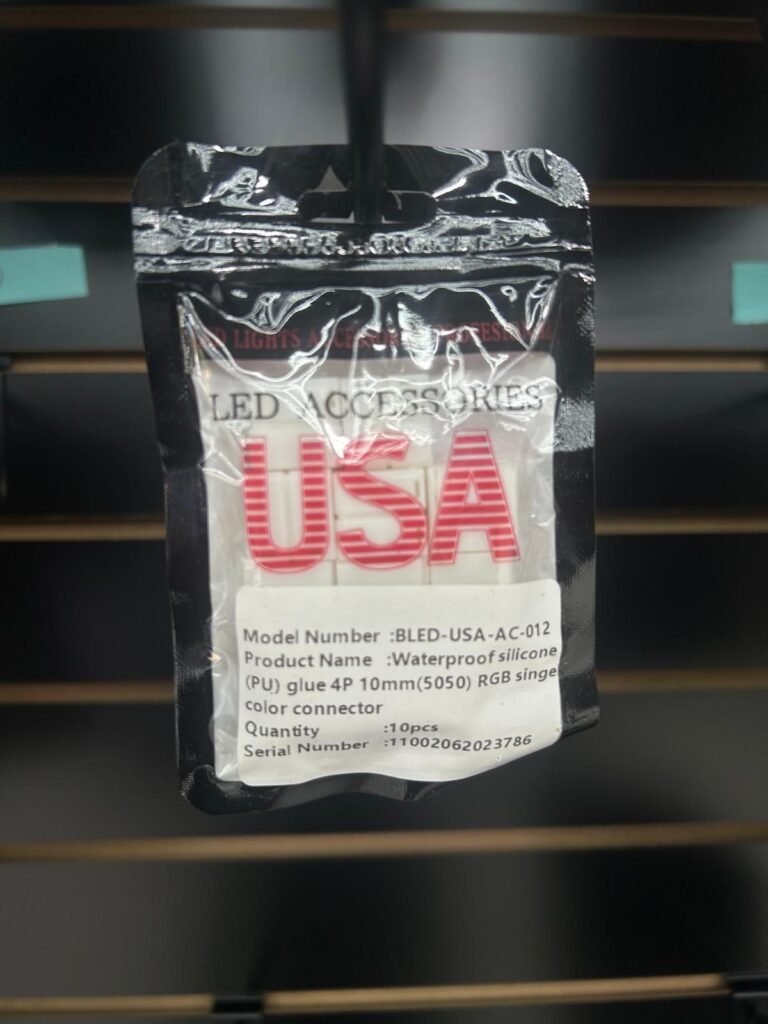 LIGHTS
LED ACCESSORIES
USA
Model Number :BLED-USA-AC-012
Product Name :Waterproof silicone
(PU) glue 4P 10mm(5050) RGB singe
color connector
Quantity :10pcs
Serial Number :11002062023786